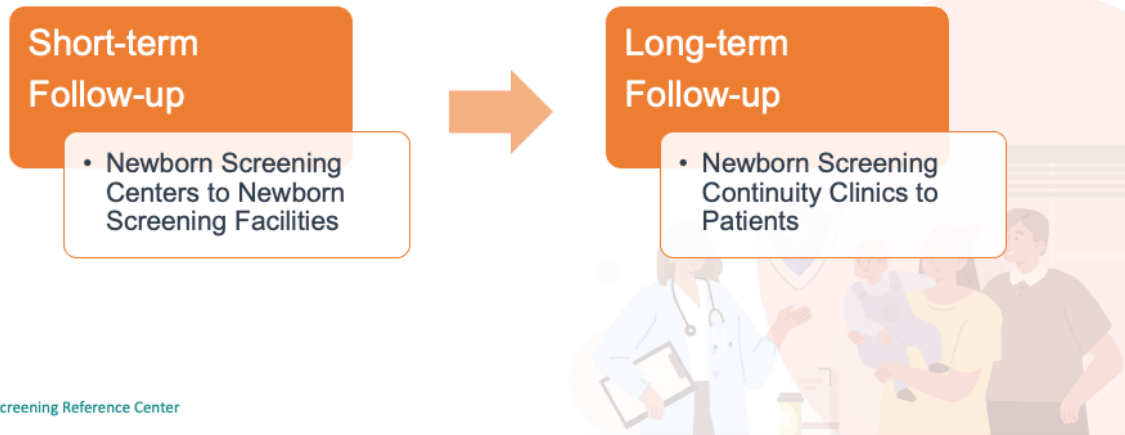 Short-term
Follow-up
• Newborn Screening
Centers to Newborn
Screening Facilities
Long-term
Follow-up
• Newborn Screening
Continuity Clinics to
Patients
creening Reference Center